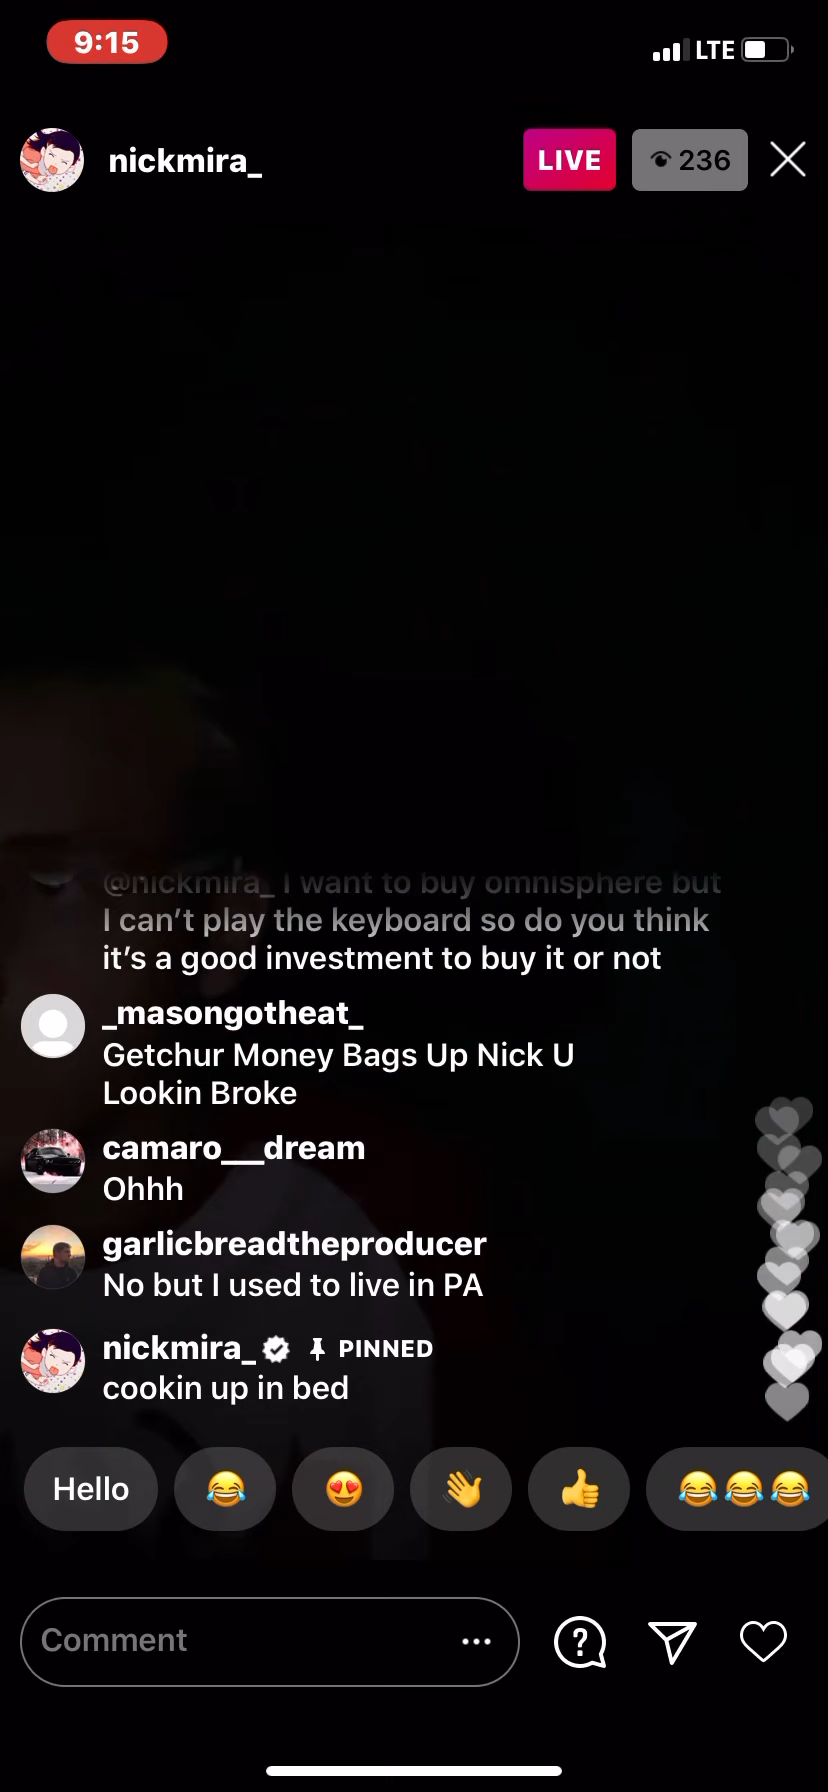 9:15
LTE
nickmira_
LIVE
236
@nickmira_ I want to buy omnisphere but
I can’t play the keyboard so do you think
it’s a good investment to buy it or not
_masongotheat_
Getchur Money Bags Up Nick U
Lookin Broke
camaro___dream
Ohhh
garlicbreadtheproducer
No but I used to live in PA
nickmira_ PINNED
cookin up in bed
Hello
Comment